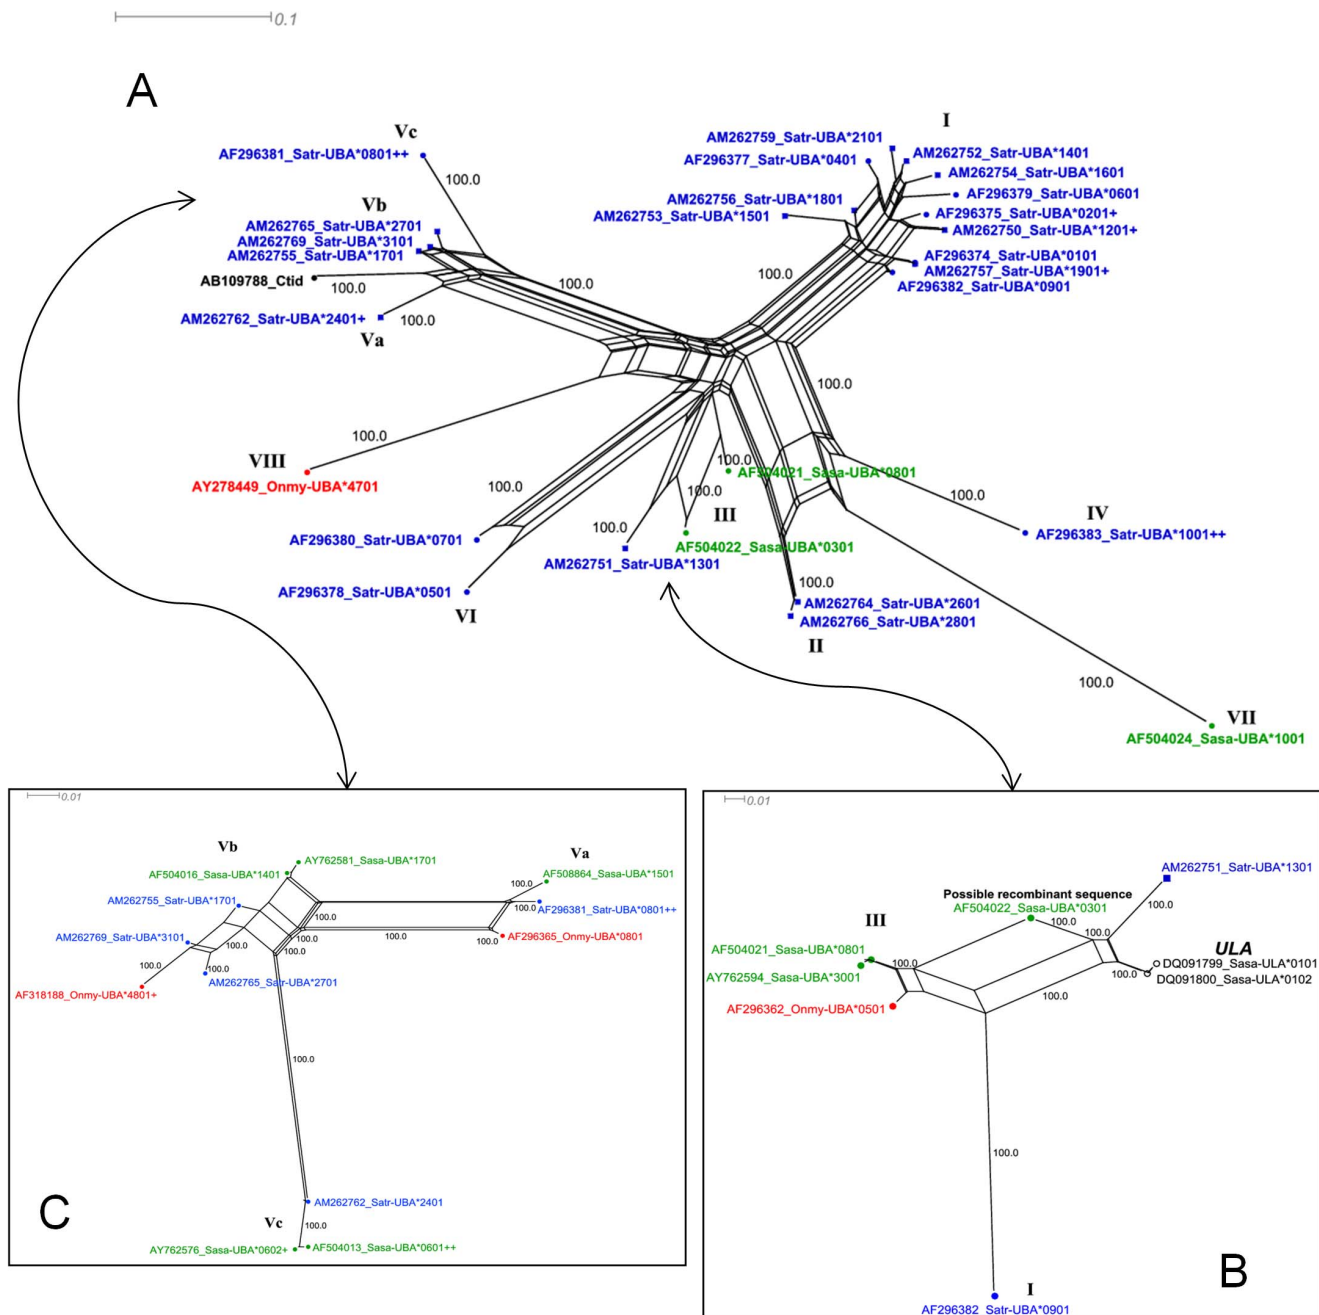 0.1
A
Vc
AF296381_Satr-UBA*0801++
100.0
Vb
AM262765_Satr-UBA*2701
AM262769_Satr-UBA*3101
AM262755_Satr-UBA*1701
AB109788_Ctid
100.0
100.0
AM262762_Satr-UBA*2401+
100.0
Va
I
AM262759_Satr-UBA*2101
AF296377_Satr-UBA*0401
AM262752_Satr-UBA*1401
AM262754_Satr-UBA*1601
AM262756_Satr-UBA*1801
AF296379_Satr-UBA*0601
AM262753_Satr-UBA*1501
AF296375_Satr-UBA*0201+
AM262750_Satr-UBA*1201+
AF296374_Satr-UBA*0101
100.0
AM262757_Satr-UBA*1901+
AF296382_Satr-UBA*0901
100.0
100.0
VIII
AY278449_Onmy-UBA*4701
100.0
AF504021_Sasa-UBA*0801
100.0
100.0
100.0
IV
III
100.0
AF296383_Satr-UBA*1001++
AF296380_Satr-UBA*0701
AF504022_Sasa-UBA*0301
AM262751_Satr-UBA*1301
AF296378_Satr-UBA*0501
VI
100.0
AM262764_Satr-UBA*2601
AM262766_Satr-UBA*2801
II
100.0
VII
AF504024_Sasa-UBA*1001
0.01
Vb
AY762581_Sasa-UBA*1701
Va
AF504016_Sasa-UBA*1401
AF508864_Sasa-UBA*1501
100.0
AM262755_Satr-UBA*1701
100.0
AF296381_Satr-UBA*0801++
100.0
AM262769_Satr-UBA*3101
100.0
100.0
100.0
100.0
AF296365_Onmy-UBA*0801
100.0
100.0
100.0
AM262765_Satr-UBA*2701
AF318188_Onmy-UBA*4801+
100.0
AM262762_Satr-UBA*2401
C
Vc
100.0
AY762576_Sasa-UBA*0602+
AF504013_Sasa-UBA*0601++
0.01
AM262751_Satr-UBA*1301
Possible recombinant sequence
AF504022_Sasa-UBA*0301
100.0
III
100.0
100.0
AF504021_Sasa-UBA*0801
ULA
100.0
DQ091799_Sasa-ULA*0101
AY762594_Sasa-UBA*3001
100.0
DQ091800_Sasa-ULA*0102
100.0
AF296362_Onmy-UBA*0501
100.0
B
I
AF296382_Satr-UBA*0901